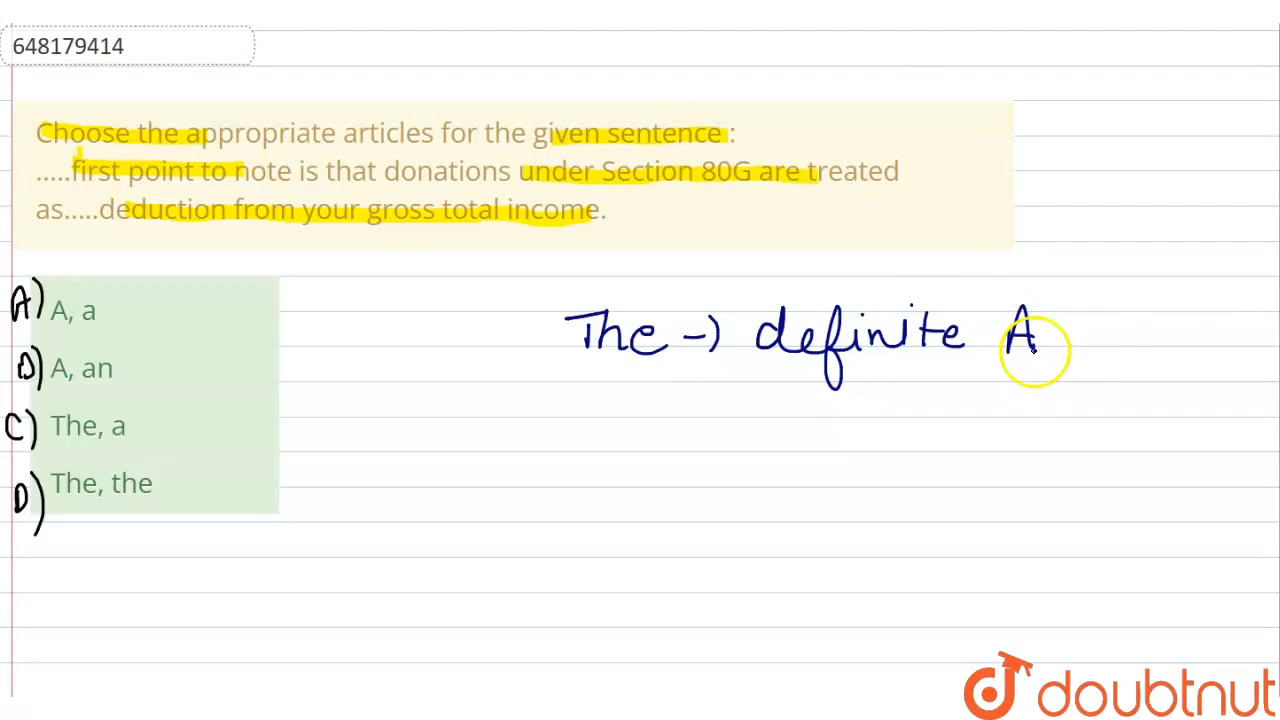 648179414
Choose the appropriate articles for the given sentence :
.....first point to note is that donations under Section 80G are treated
as.....deduction from your gross total income.
A) A, a
B) A, an
C) The, a
D) The, the
The → definite A
doubtnut